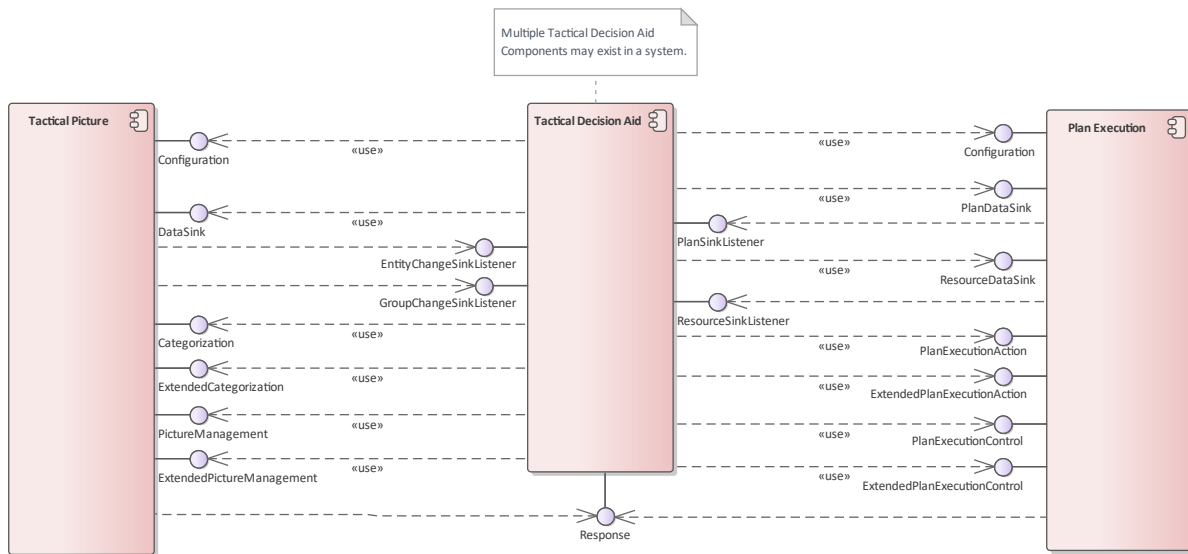 Multiple Tactical Decision Aid
Components may exist in a system.
Tactical Picture
Tactical Decision Aid
Plan Execution
Configuration
«use»
DataSink
«use»
EntityChangeSinkListener
GroupChangeSinkListener
Categorization
«use»
ExtendedCategorization
«use»
PictureManagement
«use»
ExtendedPictureManagement
«use»
«use»
Configuration
«use»
PlanDataSink
PlanSinkListener
«use»
ResourceDataSink
ResourceSinkListener
«use»
PlanExecutionAction
«use»
ExtendedPlanExecutionAction
«use»
PlanExecutionControl
«use»
ExtendedPlanExecutionControl
Response